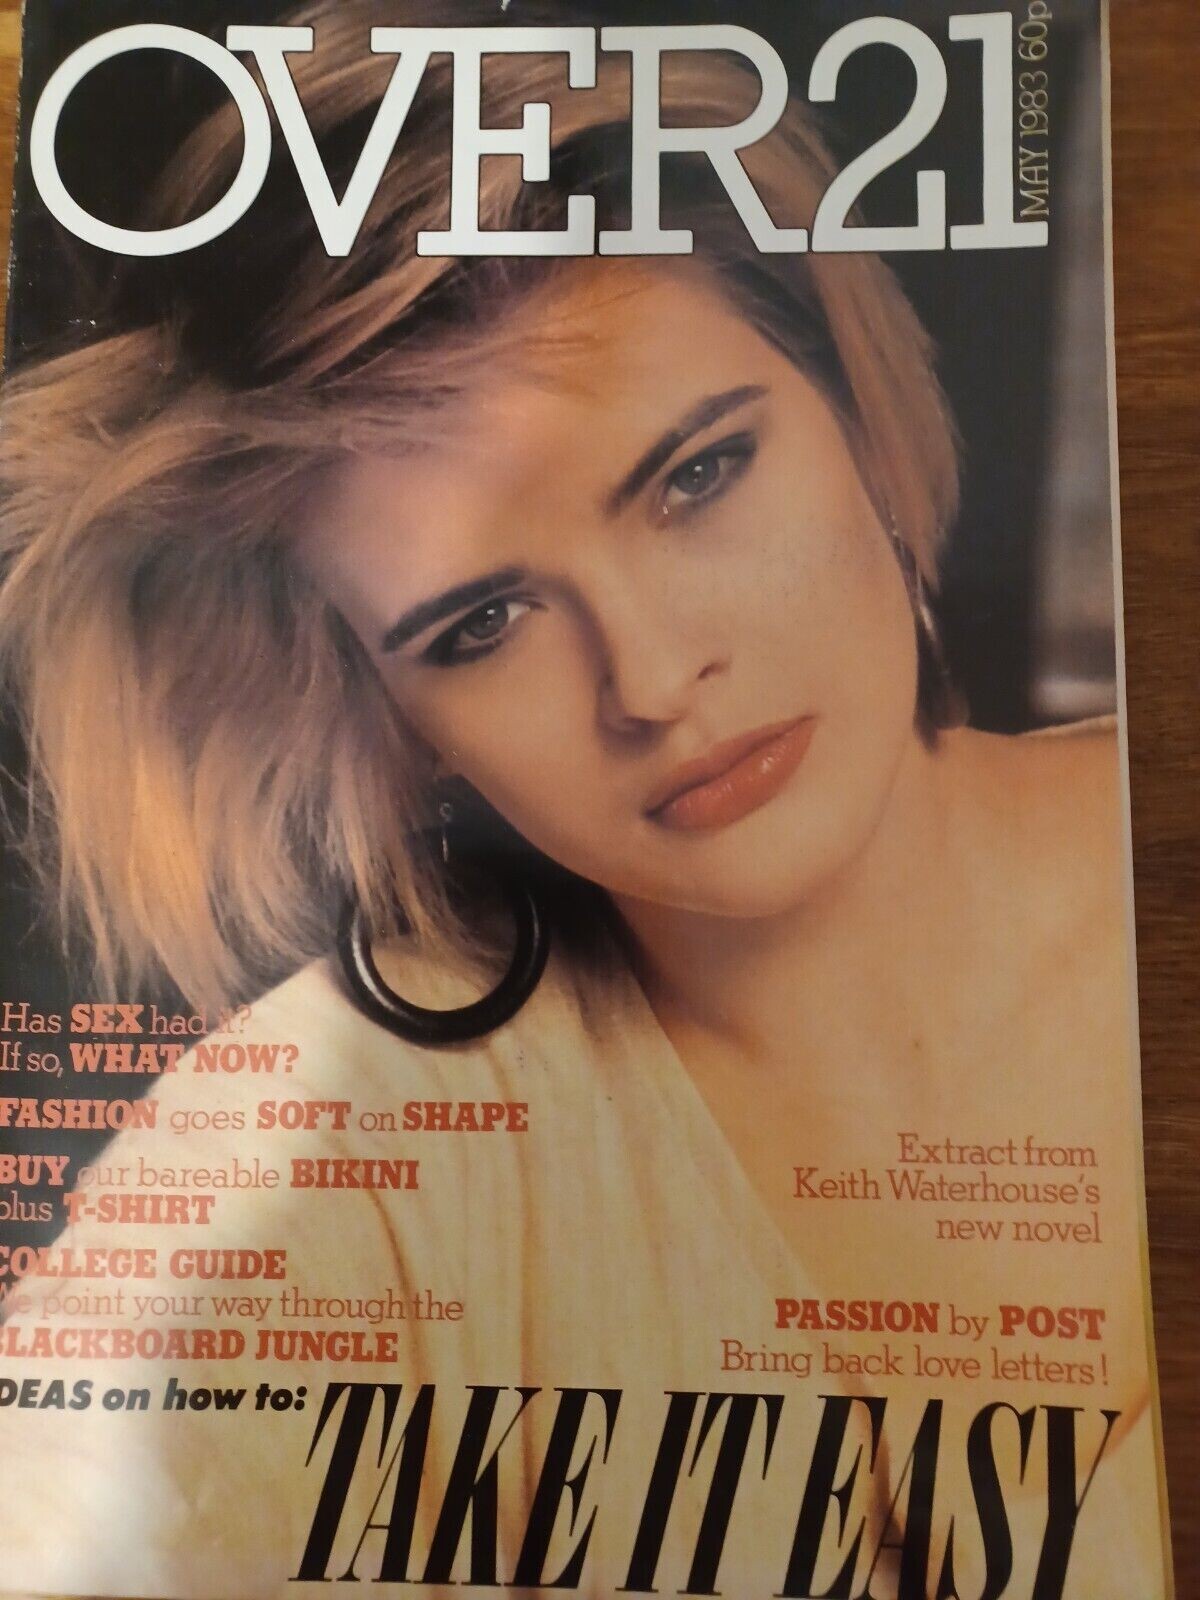 OVER21
MAY 1983 60p
Has SEX had it?
If so, WHAT NOW?
FASHION goes SOFT on SHAPE
BUY our bareable BIKINI
plus T-SHIRT
COLLEGE GUIDE
We point your way through the
BLACKBOARD JUNGLE
Extract from
Keith Waterhouse's
new novel
PASSION by POST
Bring back love letters!
IDEAS on how to:
TAKE IT EASY